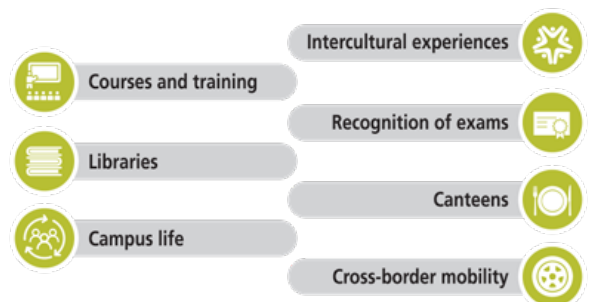 Intercultural experiences
Courses and training
Recognition of exams
Libraries
Canteens
Campus life
Cross-border mobility